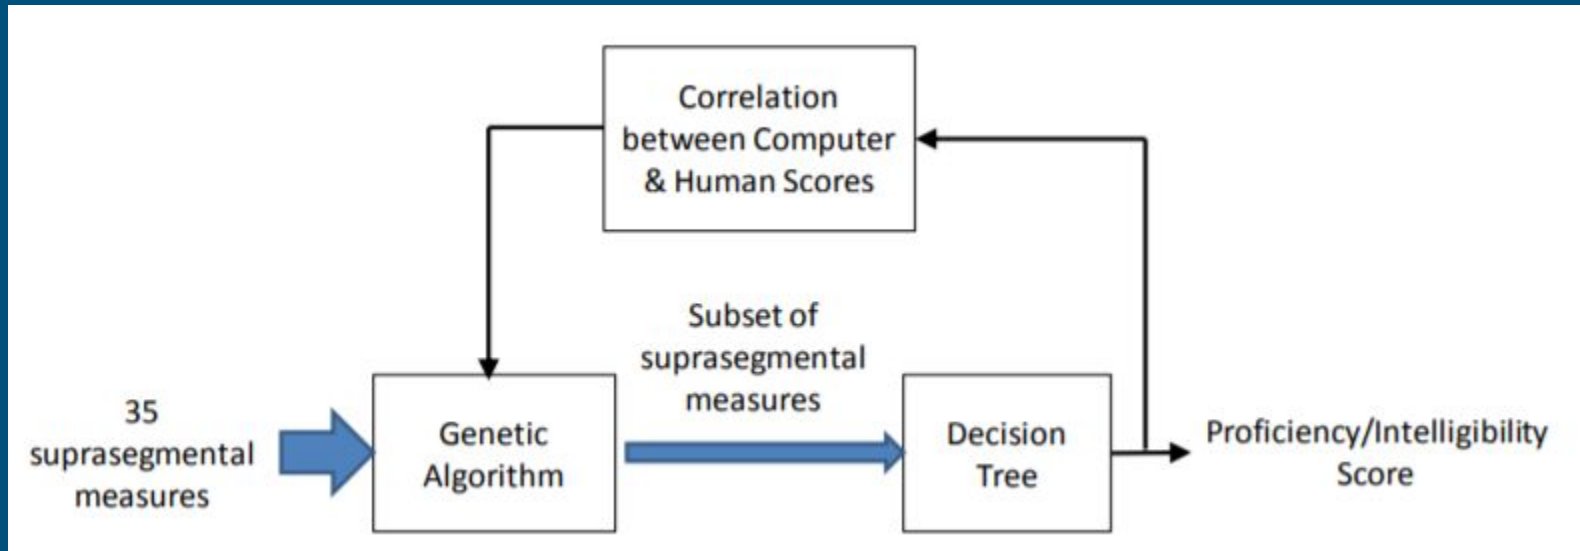 Correlation
between Computer
& Human Scores
Subset of
suprasegmental
measures
35
suprasegmental
measures
Genetic
Algorithm
Decision
Tree
Proficiency/Intelligibility
Score